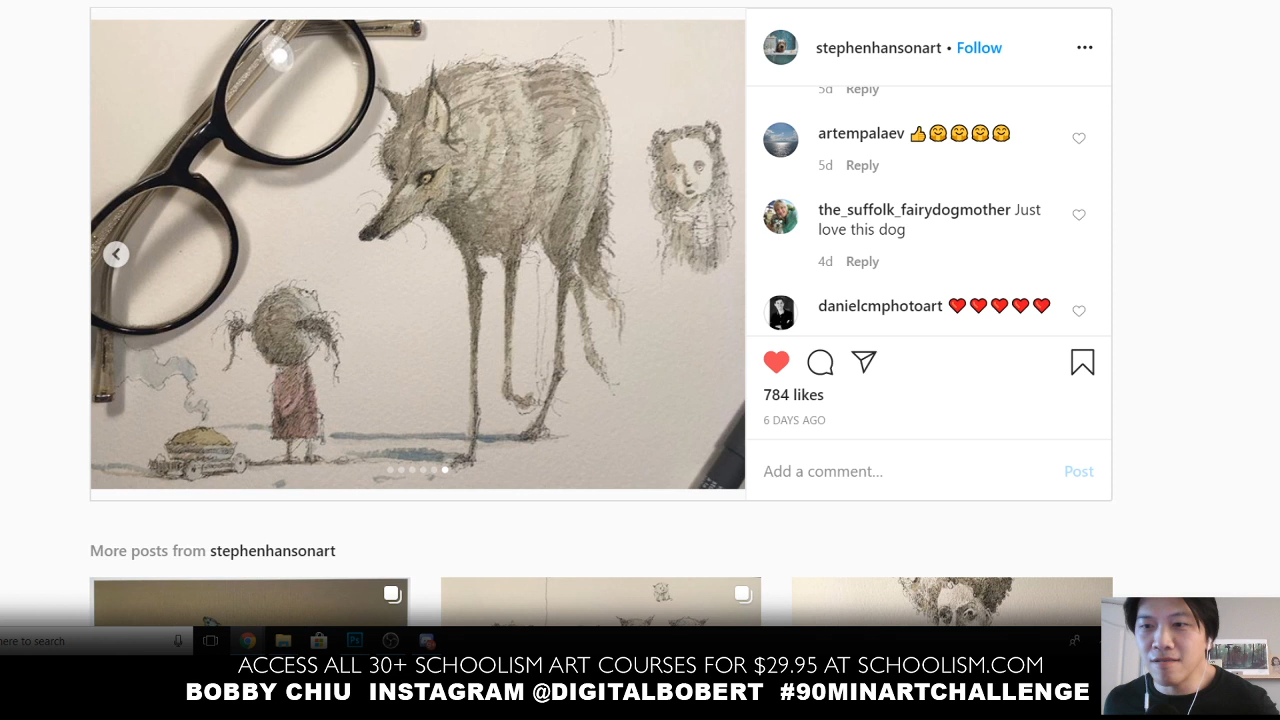 stephenhansonart • Follow
5d Reply
artempalaev 👍🤗🤗🤗🤗
5d Reply
the_suffolk_fairydogmother Just
love this dog
4d Reply
danielcmphotoart ❤❤❤❤❤
784 likes
6 DAYS AGO
Add a comment... Post
More posts from stephenhansonart
here to search
ACCESS ALL 30+ SCHOOLISM ART COURSES FOR $29.95 AT SCHOOLISM.COM
BOBBY CHIU INSTAGRAM @DIGITALBOBERT #90MINARTCHALLENGE